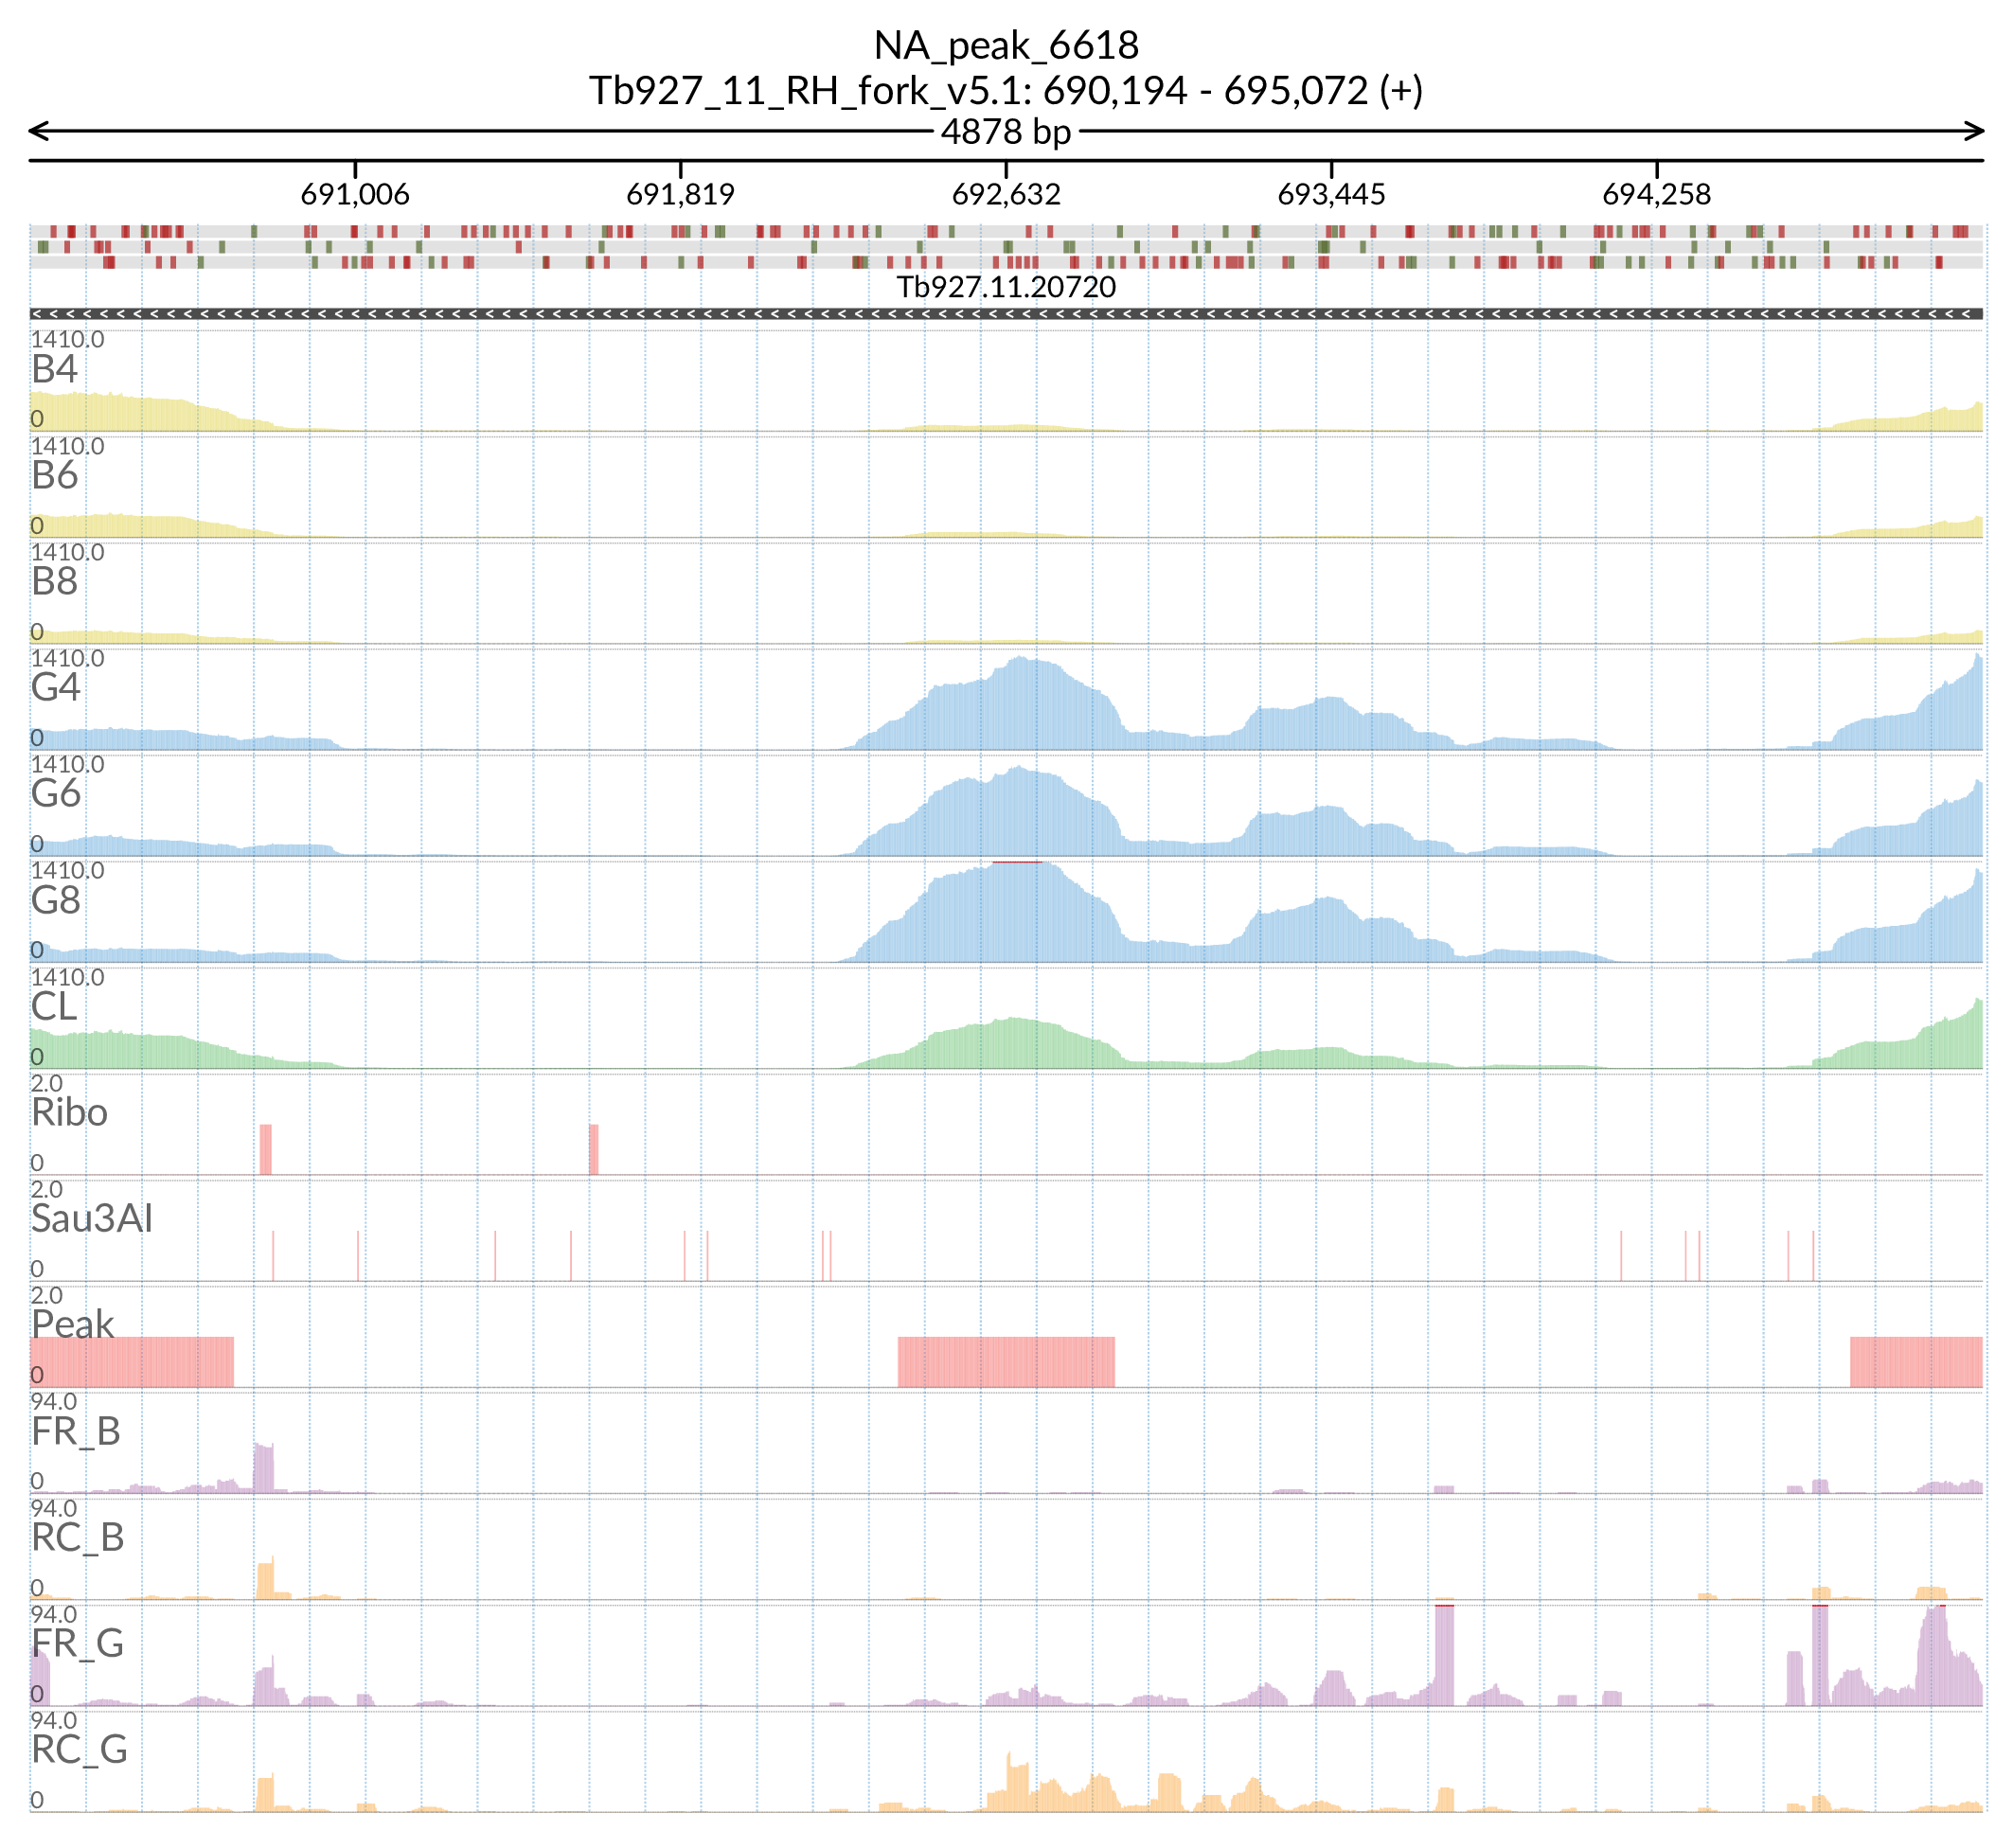 NA_peak_6618
Tb927_11_RH_fork_v5.1: 690,194 - 695,072 (+)
4878 bp
691,006 691,819 692,632 693,445 694,258
Tb927.11.20720
1410.0
B4
0
1410.0
B6
0
1410.0
B8
0
1410.0
G4
0
1410.0
G6
0
1410.0
G8
0
1410.0
CL
0
2.0
Ribo
0
2.0
Sau3AI
0
2.0
Peak
0
94.0
FR_B
0
94.0
RC_B
0
94.0
FR_G
0
94.0
RC_G
0